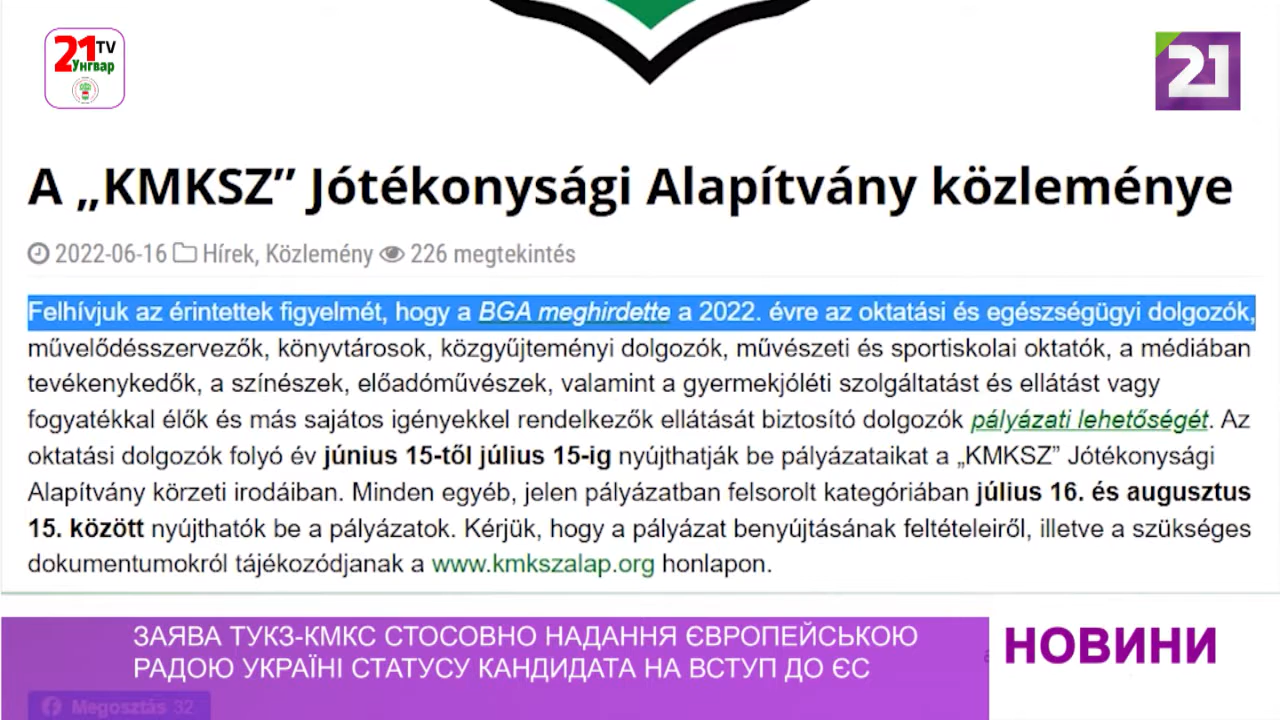 21 TV
Унгвар
21
A „KMKSZ” Jótékonysági Alapítvány közleménye
2022-06-16 Hírek, Közlemény 226 megtekintés
Felhívjuk az érintettek figyelmét, hogy a BGA meghirdette a 2022. évre az oktatási és egészségügyi dolgozók,
művelődésszervezők, könyvtárosok, közgyűjteményi dolgozók, művészeti és sportiskolai oktatók, a médiában
tevékenykedők, a színészek, előadóművészek, valamint a gyermekjóléti szolgáltatást és ellátást vagy
fogyatékkal élők és más sajátos igényekkel rendelkezők ellátását biztosító dolgozók pályázati lehetőségét. Az
oktatási dolgozók folyó év június 15-től július 15-ig nyújthatják be pályázataikat a „KMKSZ” Jótékonysági
Alapítvány körzeti irodáiban. Minden egyéb, jelen pályázatban felsorolt kategóriában július 16. és augusztus
15. között nyújthatók be a pályázatok. Kérjük, hogy a pályázat benyújtásának feltételeiről, illetve a szükséges
dokumentumokról tájékozódjanak a www.kmkszalap.org honlapon.
ЗАЯВА ТУКЗ-КМКС СТОСОВНО НАДАННЯ ЄВРОПЕЙСЬКОЮ
РАДОЮ УКРАЇНІ СТАТУСУ КАНДИДАТА НА ВСТУП ДО ЄС
НОВИНИ
Megosztás 32